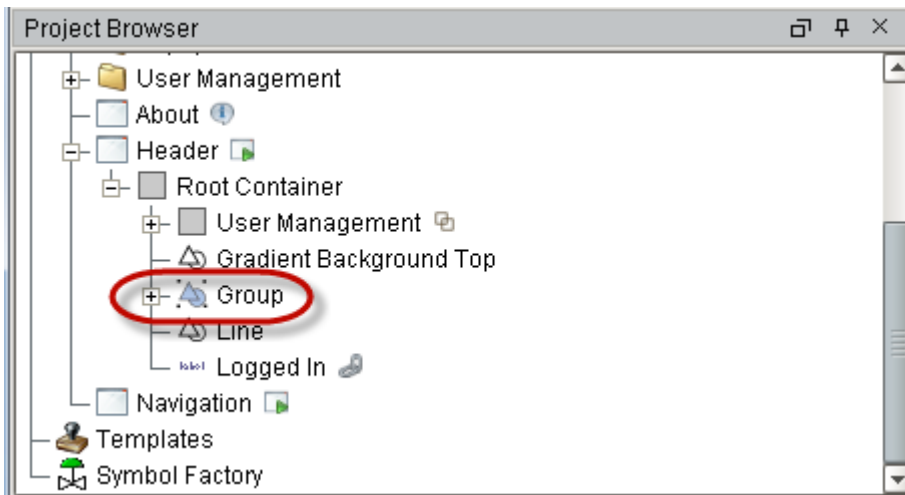 Project Browser
User Management
About
Header
Root Container
User Management
Gradient Background Top
Group
Line
label Logged In
Navigation
Templates
Symbol Factory